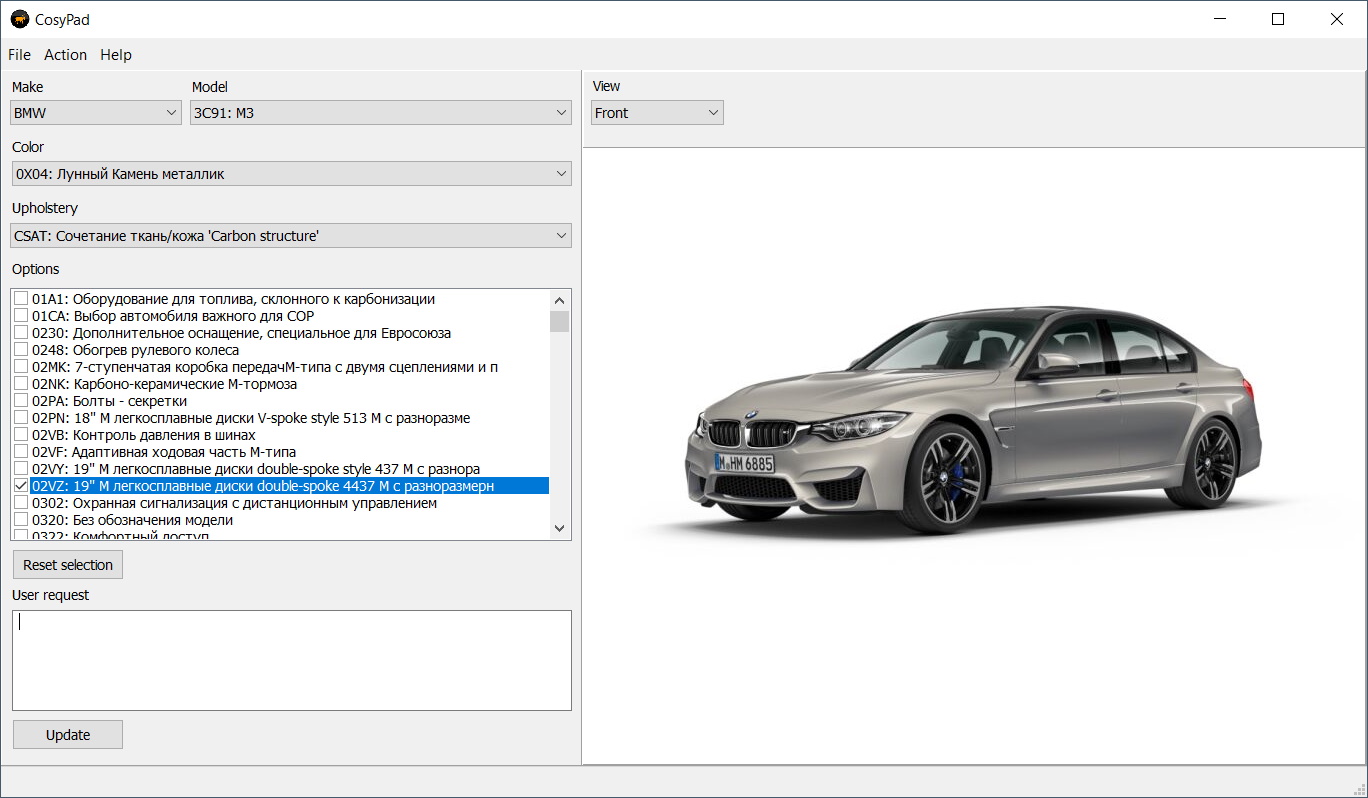 CosyPad
File Action Help
Make Model
BMW 3C91: M3
Color
0X04: Лунный Камень металлик
Upholstery
CSAT: Сочетание ткань/кожа 'Carbon structure'
Options
01A1: Оборудование для топлива, склонного к карбонизации
01CA: Выбор автомобиля важного для COP
0230: Дополнительное оснащение, специальное для Евросоюза
0248: Обогрев рулевого колеса
02MK: 7-ступенчатая коробка передачМ-типа с двумя сцеплениями и п
02NK: Карбоно-керамические М-тормоза
02PA: Болты - секретки
02PN: 18" М легкосплавные диски V-spoke style 513 M с разноразме
02VB: Контроль давления в шинах
02VF: Адаптивная ходовая часть М-типа
02VY: 19" М легкосплавные диски double-spoke style 437 M с разнора
02VZ: 19" М легкосплавные диски double-spoke 4437 M с разноразмерн
0302: Охранная сигнализация с дистанционным управлением
0320: Без обозначения модели
0322: Комфортный доступ
Reset selection
User request
Update
View
Front
M HM 6885